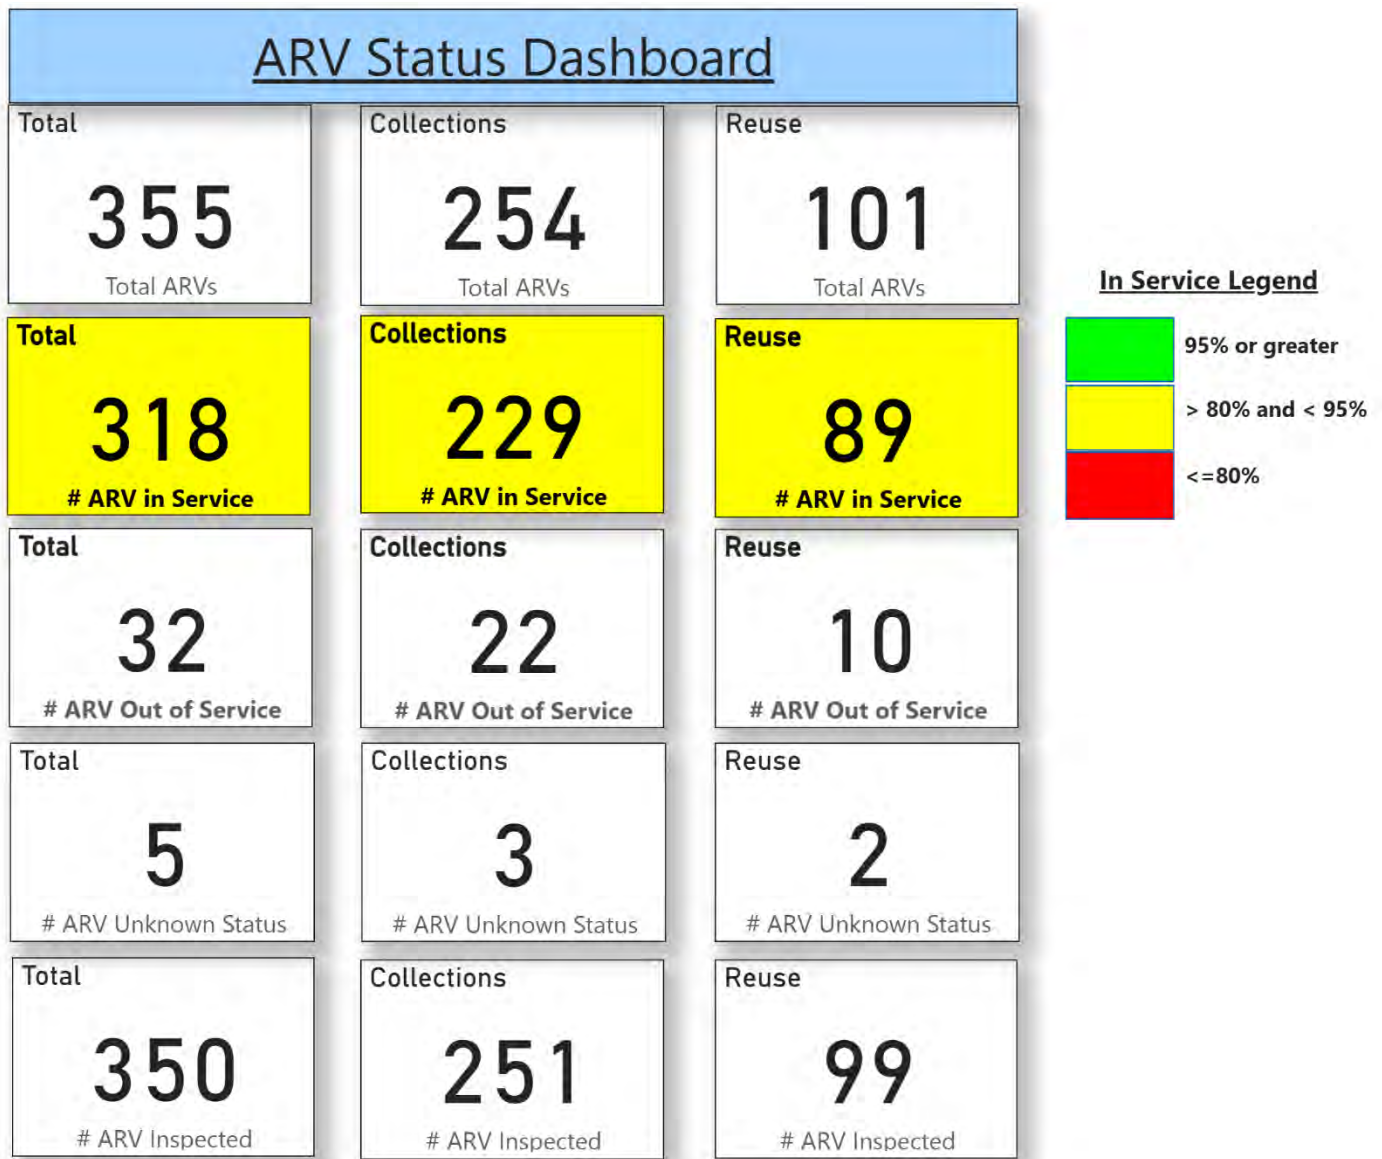 ARV Status Dashboard
Total
355
Total ARVs
Collections
254
Total ARVs
Reuse
101
Total ARVs
In Service Legend
95% or greater
> 80% and < 95%
<=80%
Total
318
# ARV in Service
Collections
229
# ARV in Service
Reuse
89
# ARV in Service
Total
32
# ARV Out of Service
Collections
22
# ARV Out of Service
Reuse
10
# ARV Out of Service
Total
5
# ARV Unknown Status
Collections
3
# ARV Unknown Status
Reuse
2
# ARV Unknown Status
Total
350
# ARV Inspected
Collections
251
# ARV Inspected
Reuse
99
# ARV Inspected